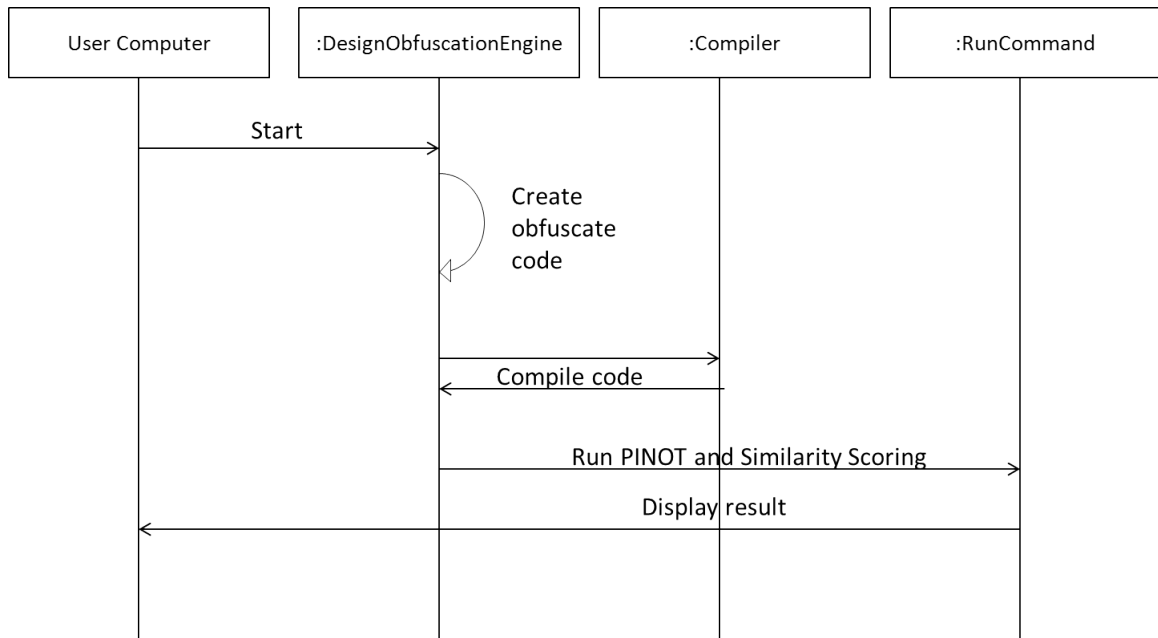 User Computer
:DesignObfuscationEngine
:Compiler
:RunCommand
Start
Create
obfuscate
code
Compile code
Run PINOT and Similarity Scoring
Display result